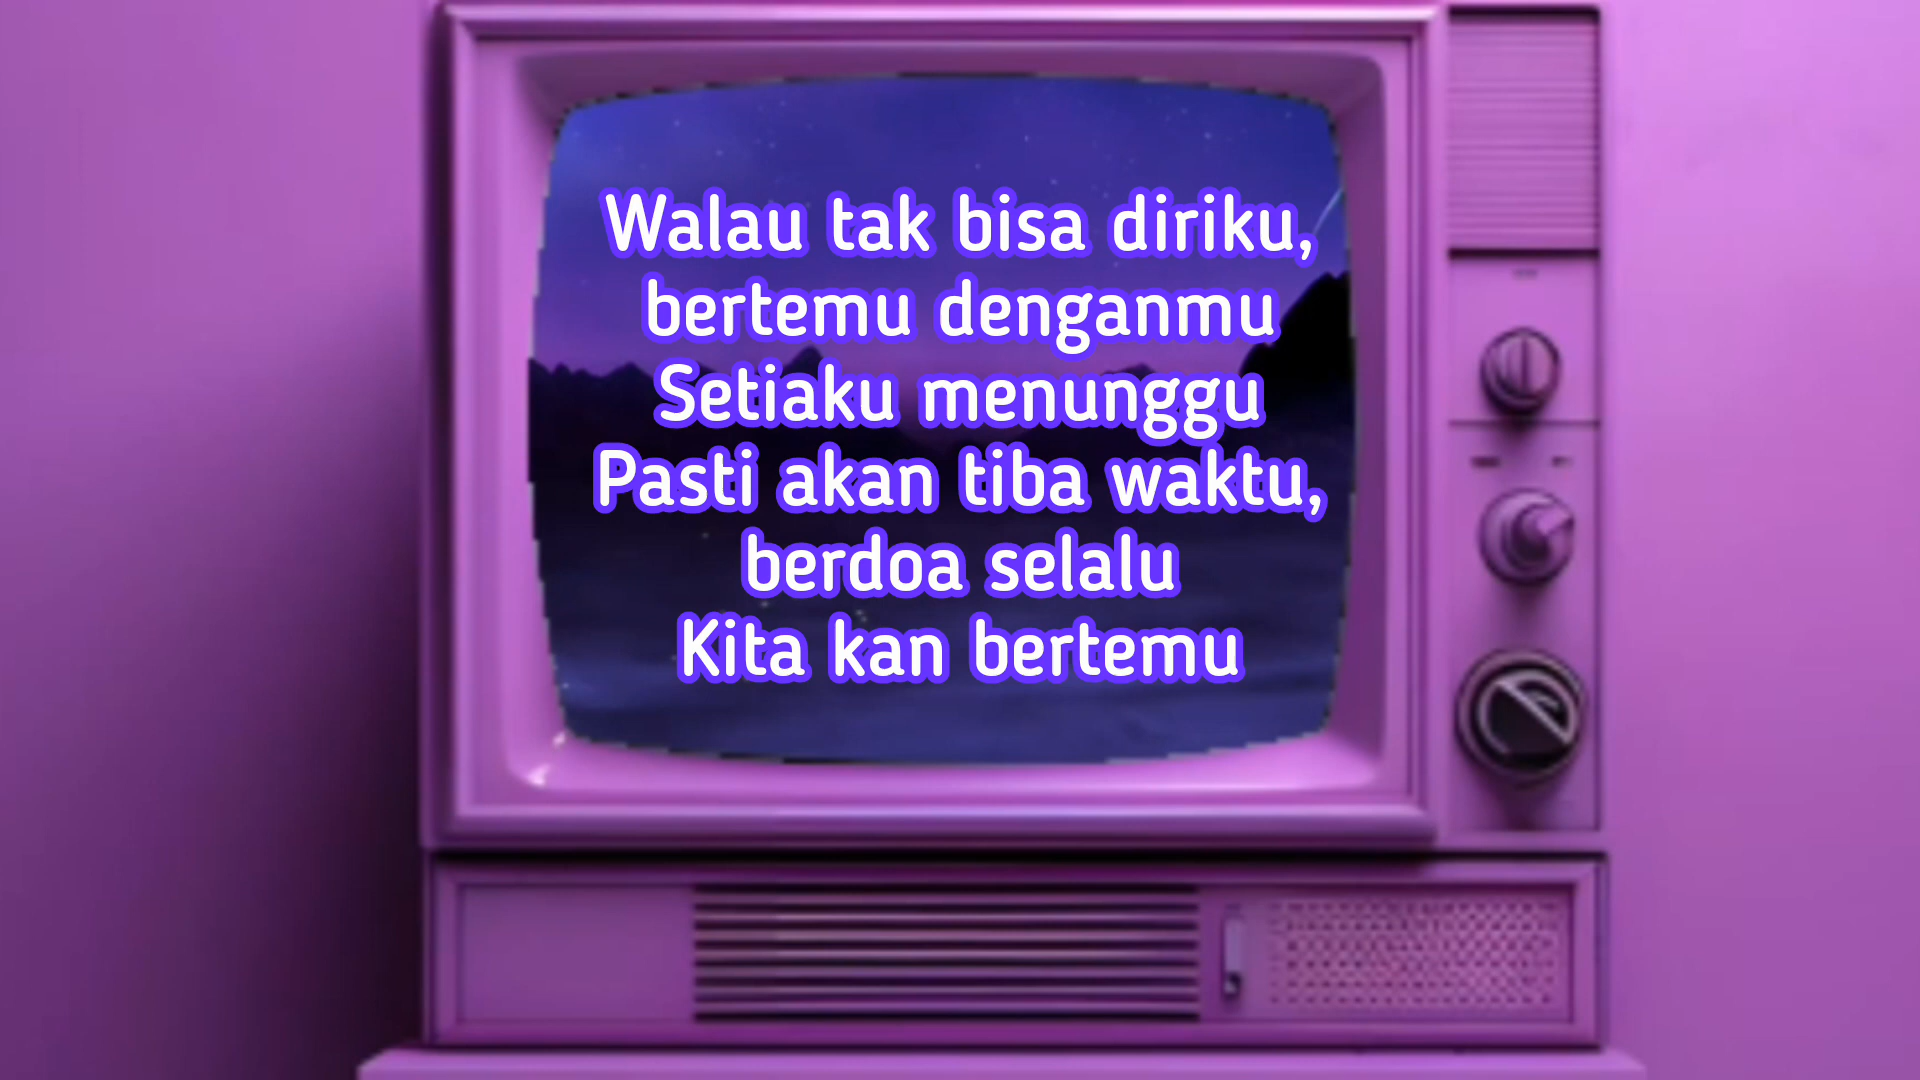 Walau tak bisa diriku,
bertemu denganmu
Setiaku menunggu
Pasti akan tiba waktu,
berdoa selalu
Kita kan bertemu